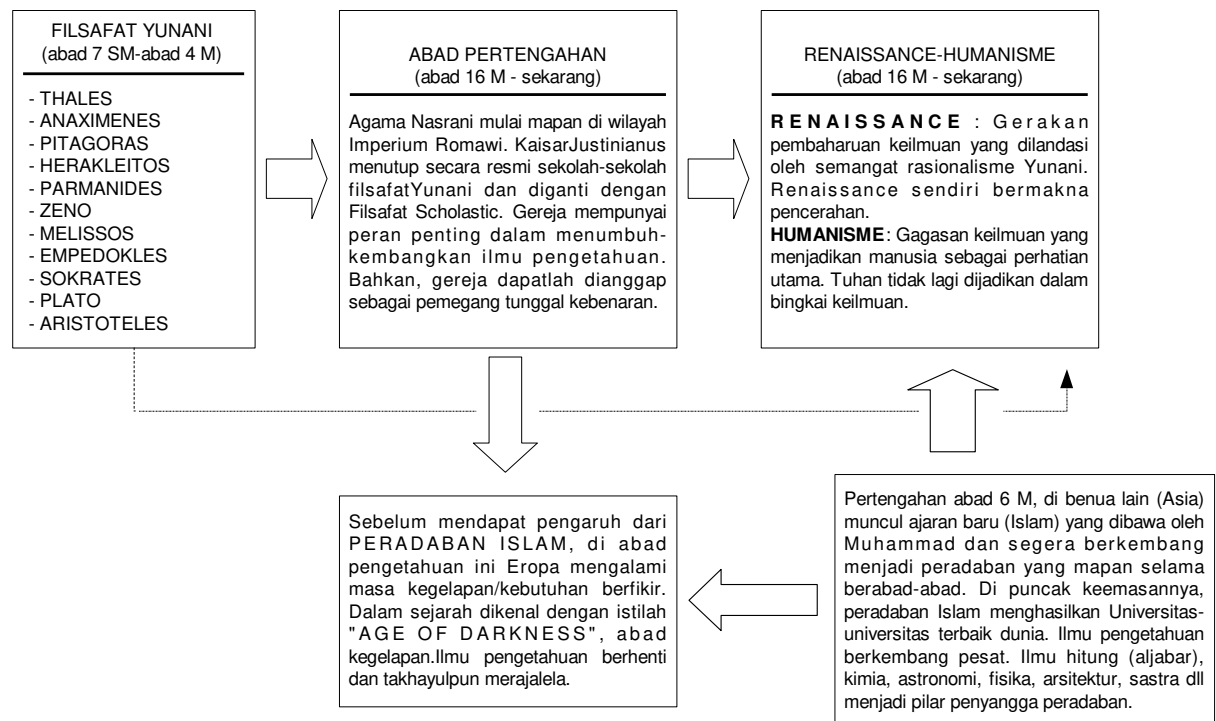 FILSAFAT YUNANI
(abad 7 SM-abad 4 M)
- THALES
- ANAXIMENES
- PITAGORAS
- HERAKLEITOS
- PARMANIDES
- ZENO
- MELISSOS
- EMPEDOKLES
- SOKRATES
- PLATO
- ARISTOTELES
ABAD PERTENGAHAN
(abad 16 M - sekarang)
Agama Nasrani mulai mapan di wilayah
Imperium Romawi. KaisarJustinianus
menutup secara resmi sekolah-sekolah
filsafatYunani dan diganti dengan
Filsafat Scholastic. Gereja mempunyai
peran penting dalam menumbuh-
kembangkan ilmu pengetahuan.
Bahkan, gereja dapatlah dianggap
sebagai pemegang tunggal kebenaran.
RENAISSANCE-HUMANISME
(abad 16 M - sekarang)
RENAISSANCE : Gerakan
pembaharuan keilmuan yang dilandasi
oleh semangat rasionalisme Yunani.
Renaissance sendiri bermakna
pencerahan.
HUMANISME: Gagasan keilmuan yang
menjadikan manusia sebagai perhatian
utama. Tuhan tidak lagi dijadikan dalam
bingkai keilmuan.
Sebelum mendapat pengaruh dari
PERADABAN ISLAM, di abad
pengetahuan ini Eropa mengalami
masa kegelapan/kebutuhan berfikir.
Dalam sejarah dikenal dengan istilah
"AGE OF DARKNESS", abad
kegelapan.Ilmu pengetahuan berhenti
dan takhayulpun merajalela.
Pertengahan abad 6 M, di benua lain (Asia)
muncul ajaran baru (Islam) yang dibawa oleh
Muhammad dan segera berkembang
menjadi peradaban yang mapan selama
berabad-abad. Di puncak keemasannya,
peradaban Islam menghasilkan Universitas-
universitas terbaik dunia. Ilmu pengetahuan
berkembang pesat. Ilmu hitung (aljabar),
kimia, astronomi, fisika, arsitektur, sastra dll
menjadi pilar penyangga peradaban.